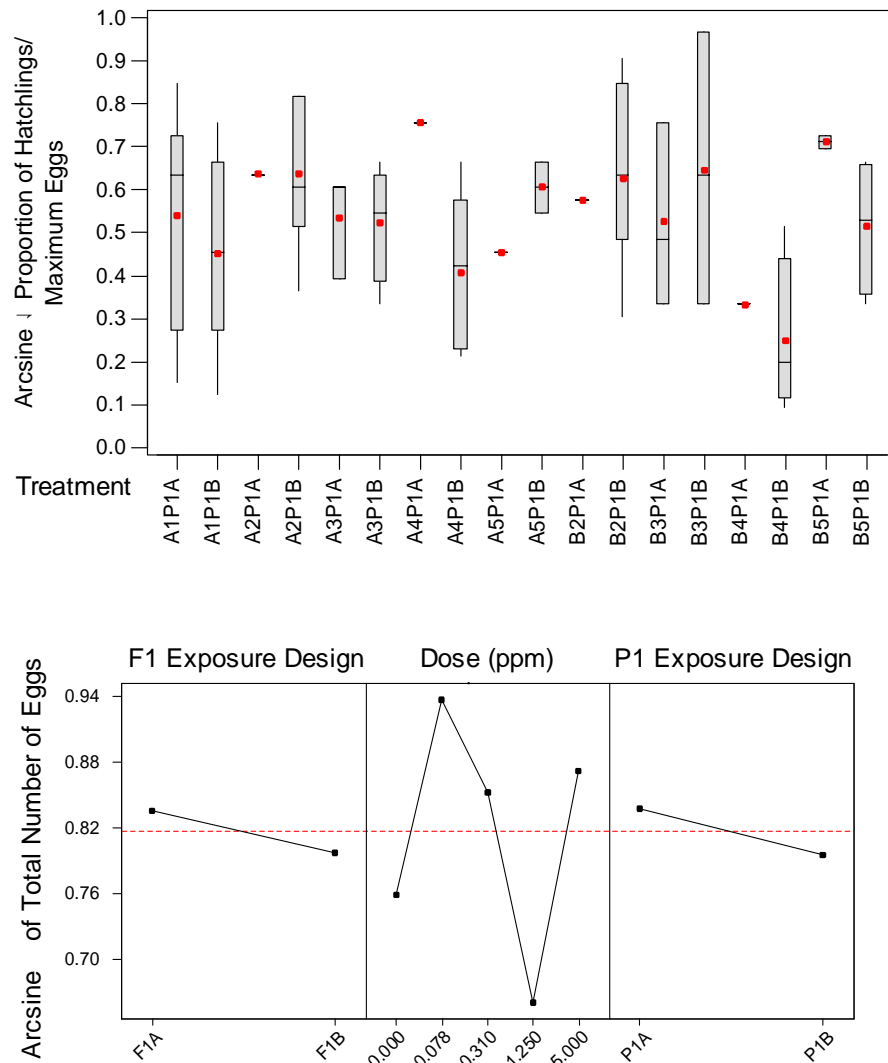 Arcsine √ Proportion of Hatchlings/
Maximum Eggs
1.0
0.9
0.8
0.7
0.6
0.5
0.4
0.3
0.2
0.1
0.0
Treatment
A1P1A
A1P1B
A2P1A
A2P1B
A3P1A
A3P1B
A4P1A
A4P1B
A5P1A
A5P1B
B2P1A
B2P1B
B3P1A
B3P1B
B4P1A
B4P1B
B5P1A
B5P1B
F1 Exposure Design Dose (ppm) P1 Exposure Design
Arcsine of Total Number of Eggs
0.94
0.88
0.82
0.76
0.70
F1A
F1B
0.000
0.078
0.310
1.250
5.000
P1A
P1B